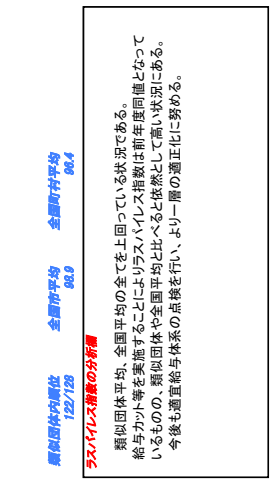 類似団体内順位 全国市平均 全国町村平均
122/128 98.9 96.4
ラスパイレス指数の分析欄
類似団体平均、全国平均の全てを上回っている状況である。
給与カット等を実施することによりラスパイレス指数は前年度同値となって
いるものの、類似団体や全国平均と比べると依然として高い状況にある。
今後も適宜給与体系の点検を行い、より一層の適正化に努める。